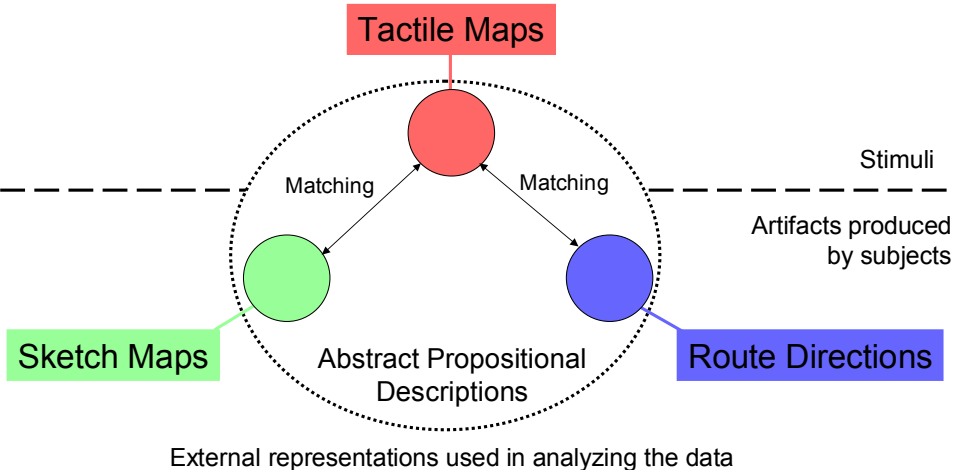 Tactile Maps
Stimuli
Matching
Matching
Artifacts produced
by subjects
Sketch Maps
Abstract Propositional
Descriptions
Route Directions
External representations used in analyzing the data